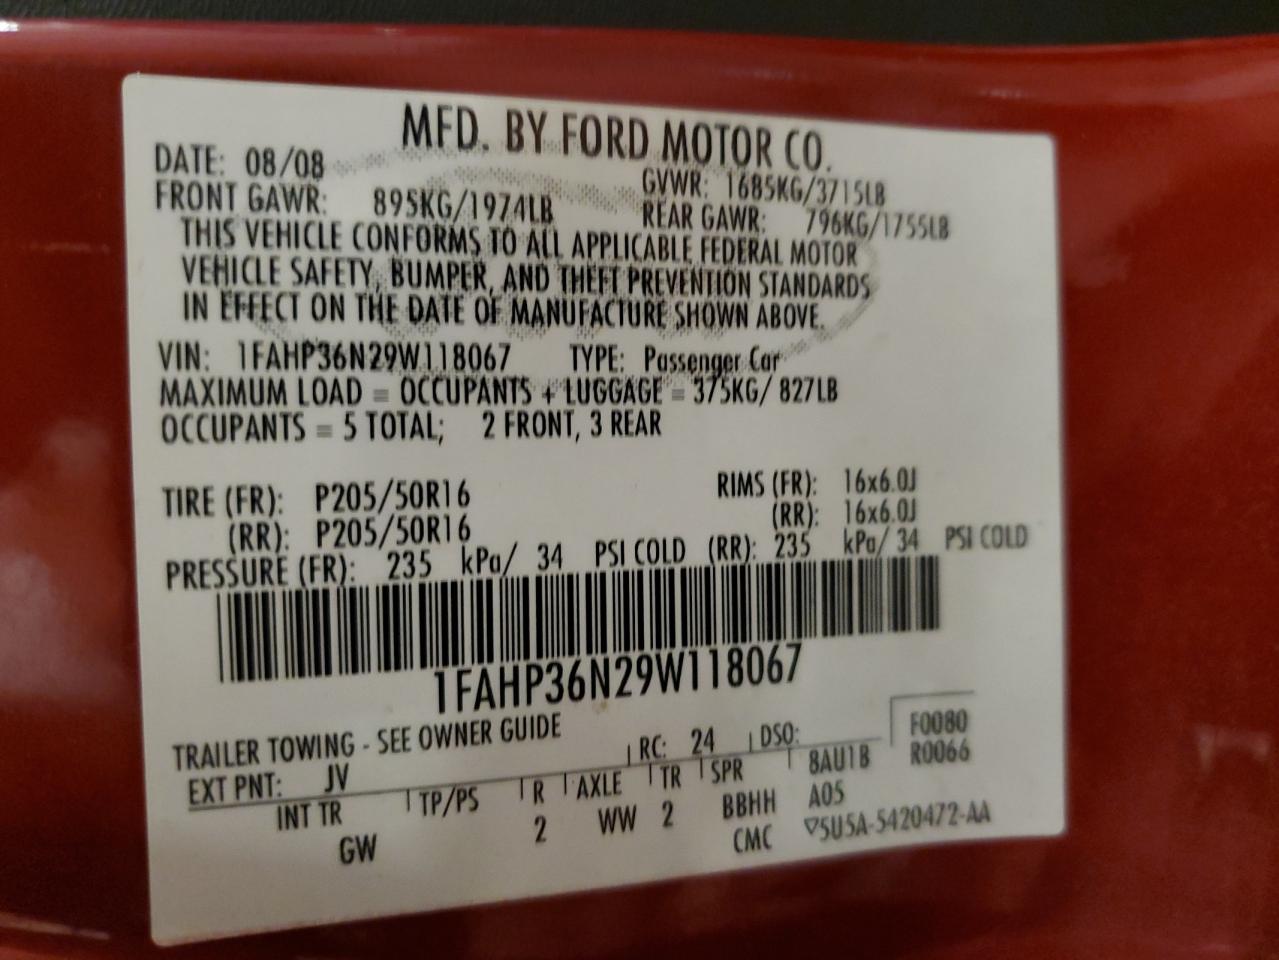 MFD. BY FORD MOTOR CO.
DATE: 08/08 GVWR: 1685KG/3715LB
FRONT GAWR: 895KG/1974LB REAR GAWR: 796KG/1755LB
THIS VEHICLE CONFORMS TO ALL APPLICABLE FEDERAL MOTOR
VEHICLE SAFETY, BUMPER, AND THEFT PREVENTION STANDARDS
IN EFFECT ON THE DATE OF MANUFACTURE SHOWN ABOVE.
VIN: 1FAHP36N29W118067 TYPE: Passenger Car
MAXIMUM LOAD = OCCUPANTS + LUGGAGE = 375KG/ 827LB
OCCUPANTS = 5 TOTAL; 2 FRONT, 3 REAR
TIRE (FR): P205/50R16 RIMS (FR): 16x6.0J
(RR): P205/50R16 (RR): 16x6.0J
PRESSURE (FR): 235 kPa/ 34 PSI COLD (RR): 235 kPa/ 34 PSI COLD
1FAHP36N29W118067
TRAILER TOWING - SEE OWNER GUIDE F0080
EXT PNT: JV RC: 24 DSO: R0066
INT TR TP/PS R AXLE TR SPR 8AU1B
GW 2 WW 2 BBHH A05
CMC ▽5U5A-5420472-AA